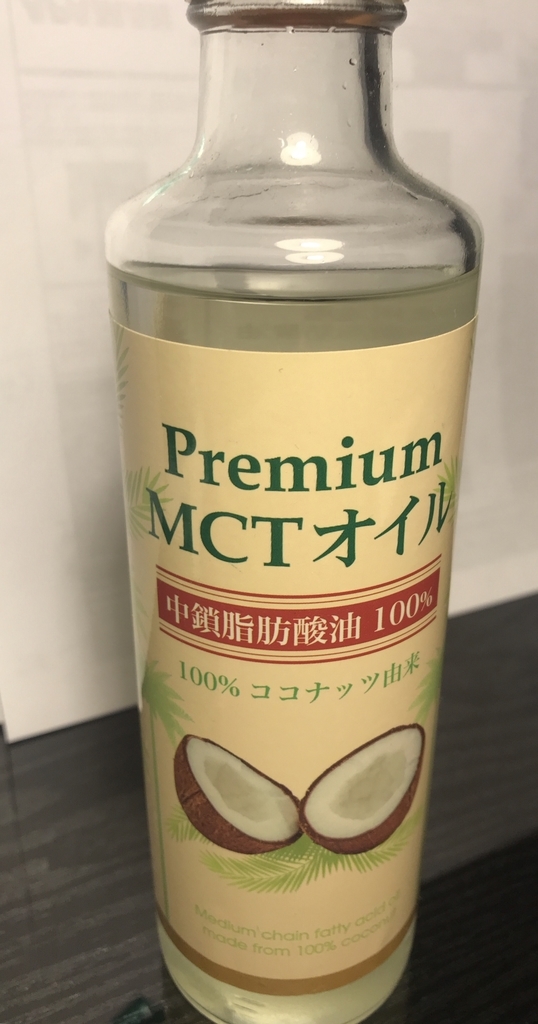 Premium
MCTオイル
中鎖脂肪酸油 100%
100% ココナッツ由来
Medium chain fatty acid oil
made from 100% coconut